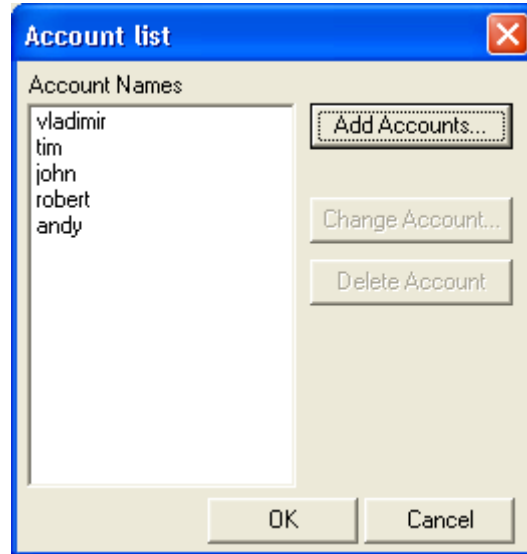 Account list
Account Names
vladimir
tim
john
robert
andy
Add Accounts...
Change Account...
Delete Account
OK
Cancel